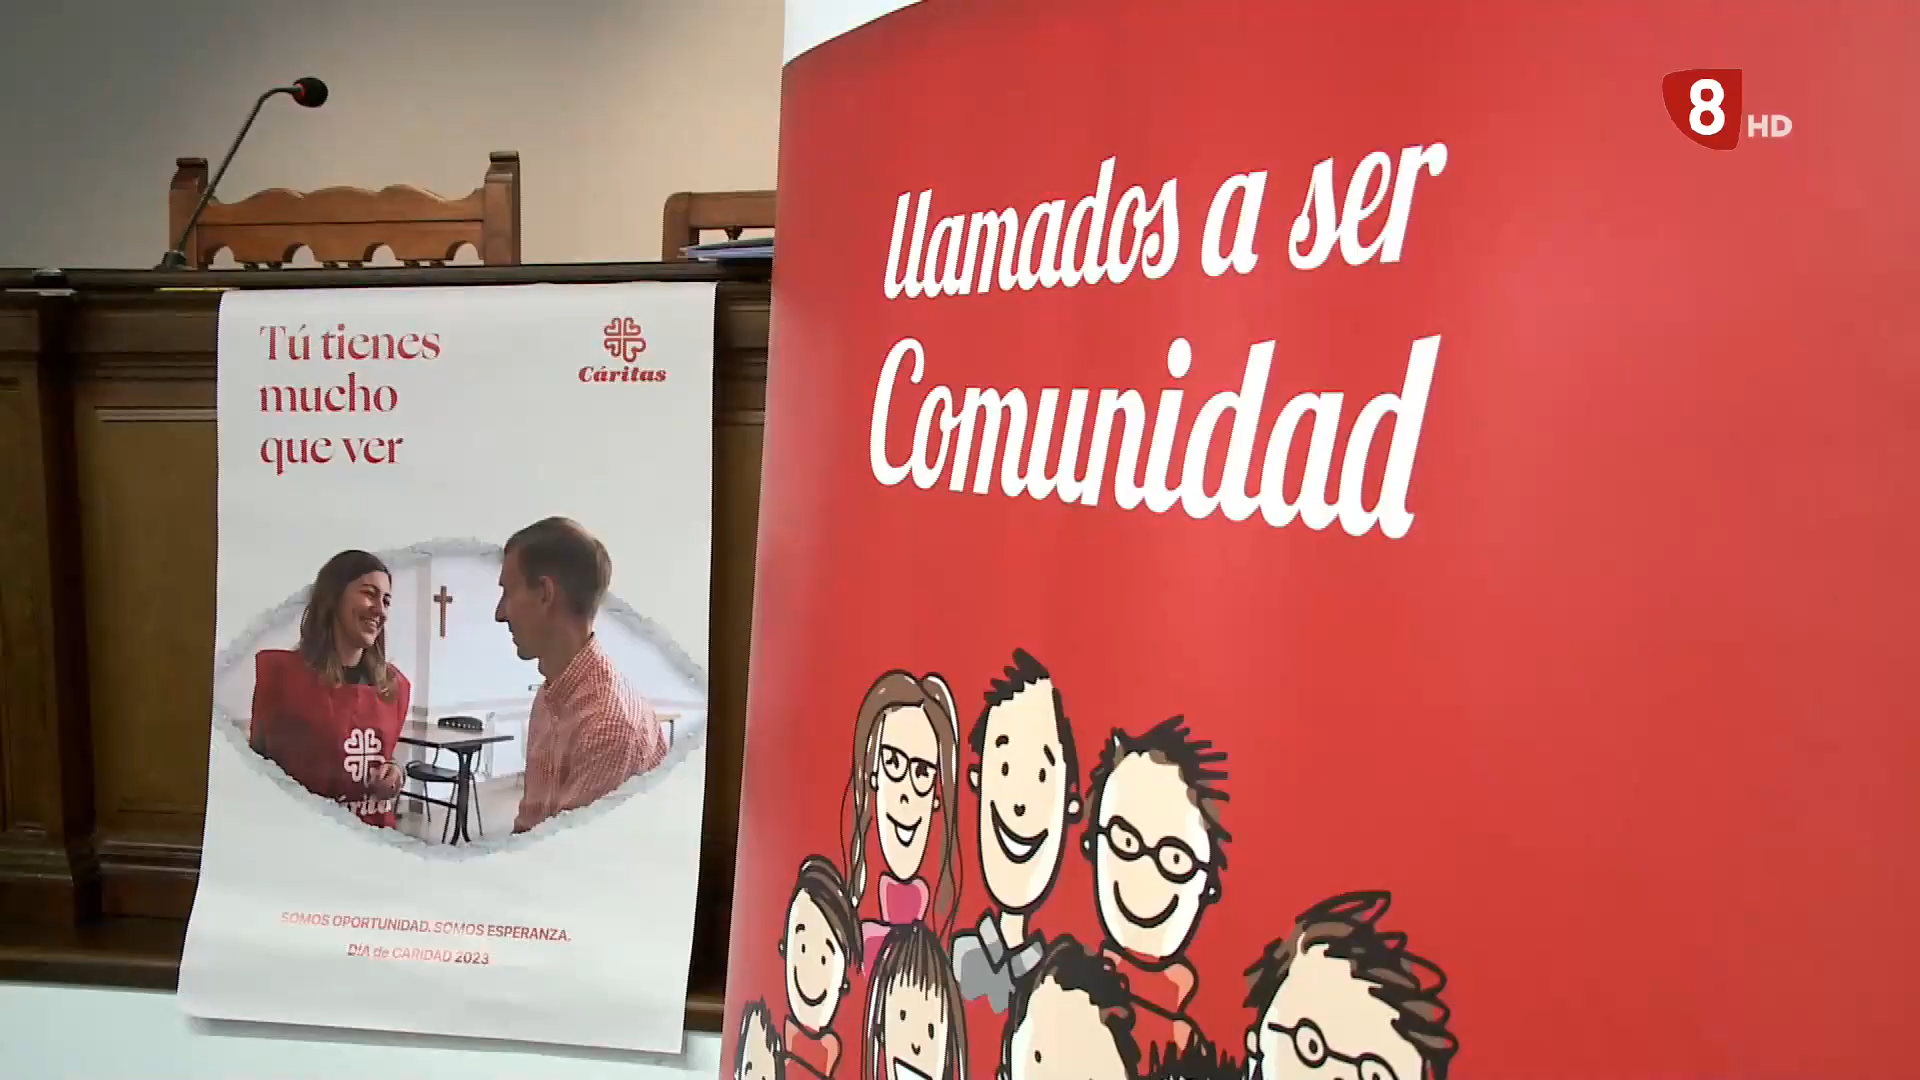 Tú tienes
mucho
que ver
Cáritas
Cáritas
SOMOS OPORTUNIDAD. SOMOS ESPERANZA.
DÍA de CARIDAD 2023
llamados a ser
Comunidad
8 HD